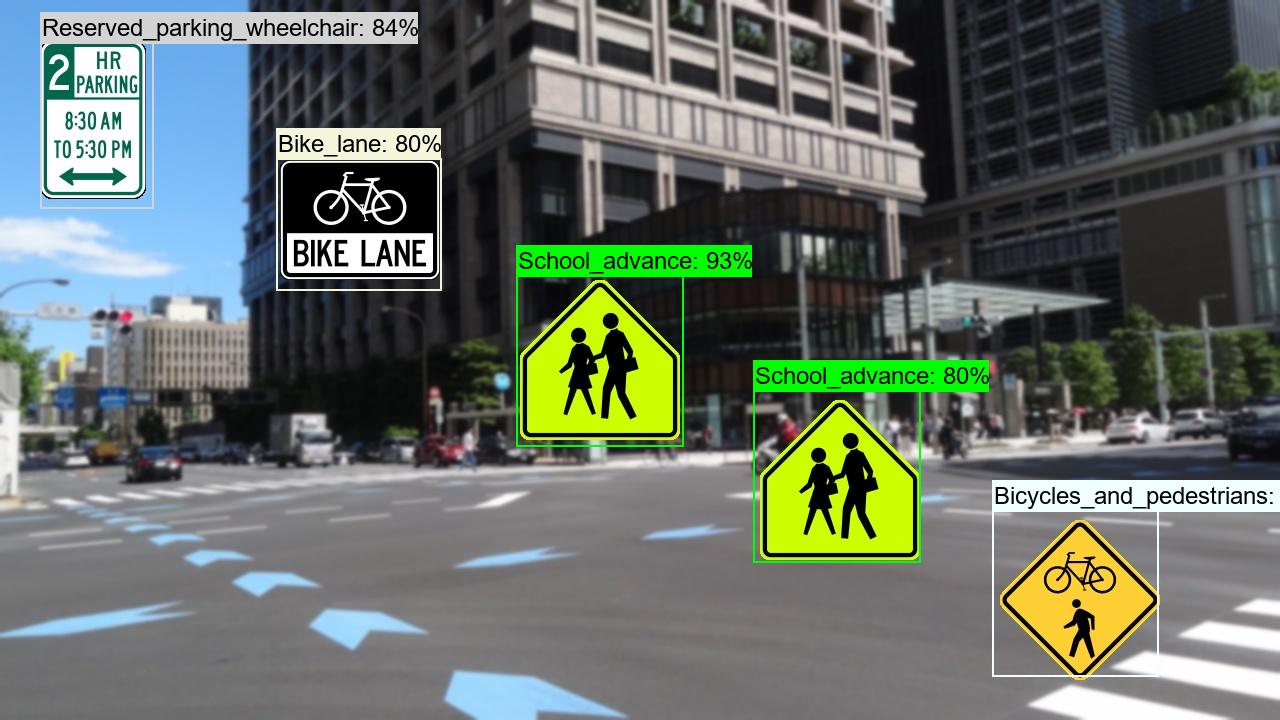 Reserved_parking_wheelchair: 84%
2 HR
PARKING
8:30 AM
TO 5:30 PM
Bike_lane: 80%
BIKE LANE
School_advance: 93%
School_advance: 80%
Bicycles_and_pedestrians: